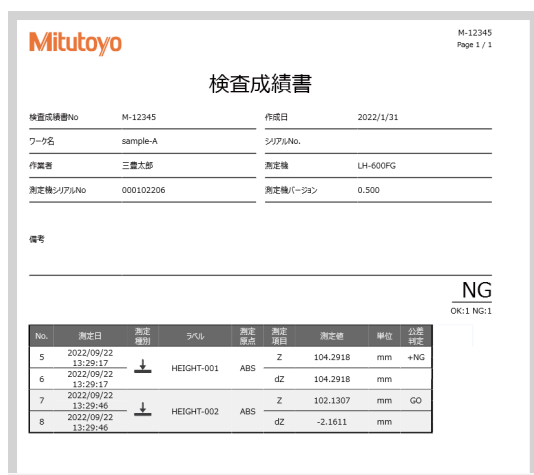 Mitutoyo
M-12345
Page 1 / 1
検査成績書
検査成績書No M-12345 作成日 2022/1/31
ワーク名 sample-A シリアルNo.
作業者 三豊太郎 測定機 LH-600FG
測定機シリアルNo 000102206 測定機バージョン 0.500
備考
NG
OK:1 NG:1
No. 測定日 測定種別 ラベル 測定原点 測定項目 測定値 単位 公差判定
5 2022/09/22 13:29:17 HEIGHT-001 ABS Z 104.2918 mm +NG
6 2022/09/22 13:29:17 dZ 104.2918 mm
7 2022/09/22 13:29:46 HEIGHT-002 ABS Z 102.1307 mm GO
8 2022/09/22 13:29:46 dZ -2.1611 mm